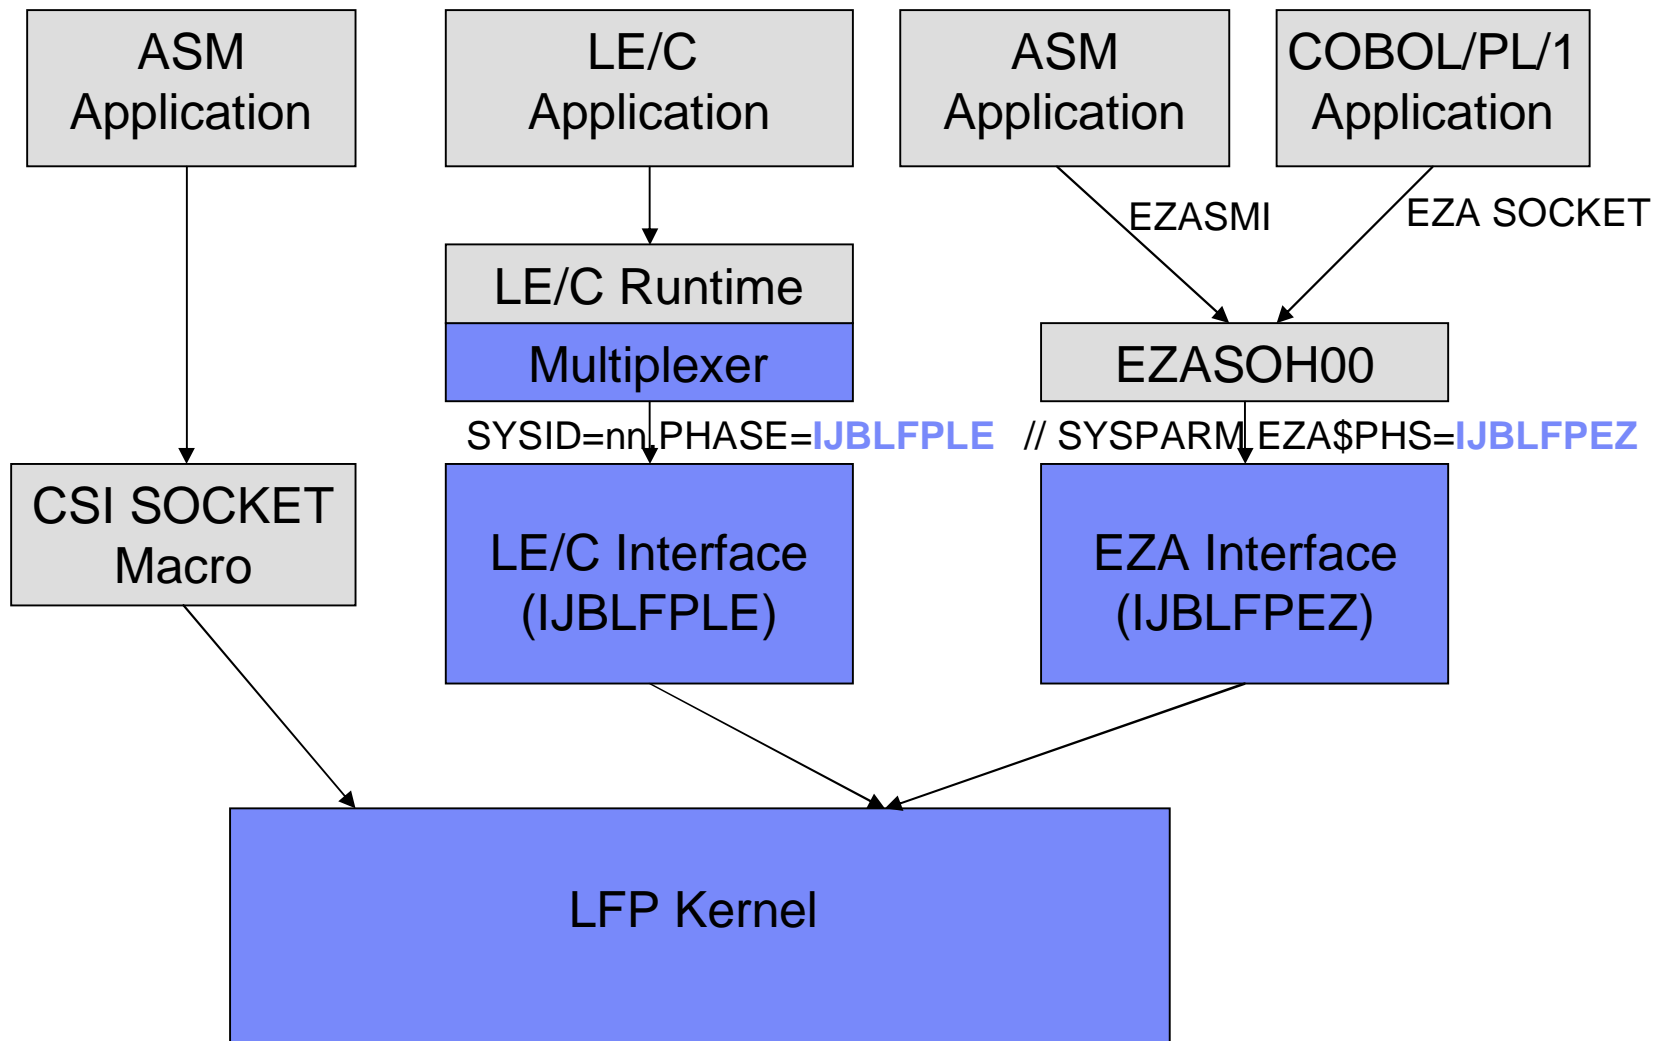 ASM
Application
LE/C
Application
ASM
Application
COBOL/PL/1
Application
EZASMI
EZA SOCKET
LE/C Runtime
Multiplexer
EZASOH00
SYSID=nn,PHASE=IJBLFPLE
// SYSPARM EZA$PHS=IJBLFPEZ
CSI SOCKET
Macro
LE/C Interface
(IJBLFPLE)
EZA Interface
(IJBLFPEZ)
LFP Kernel